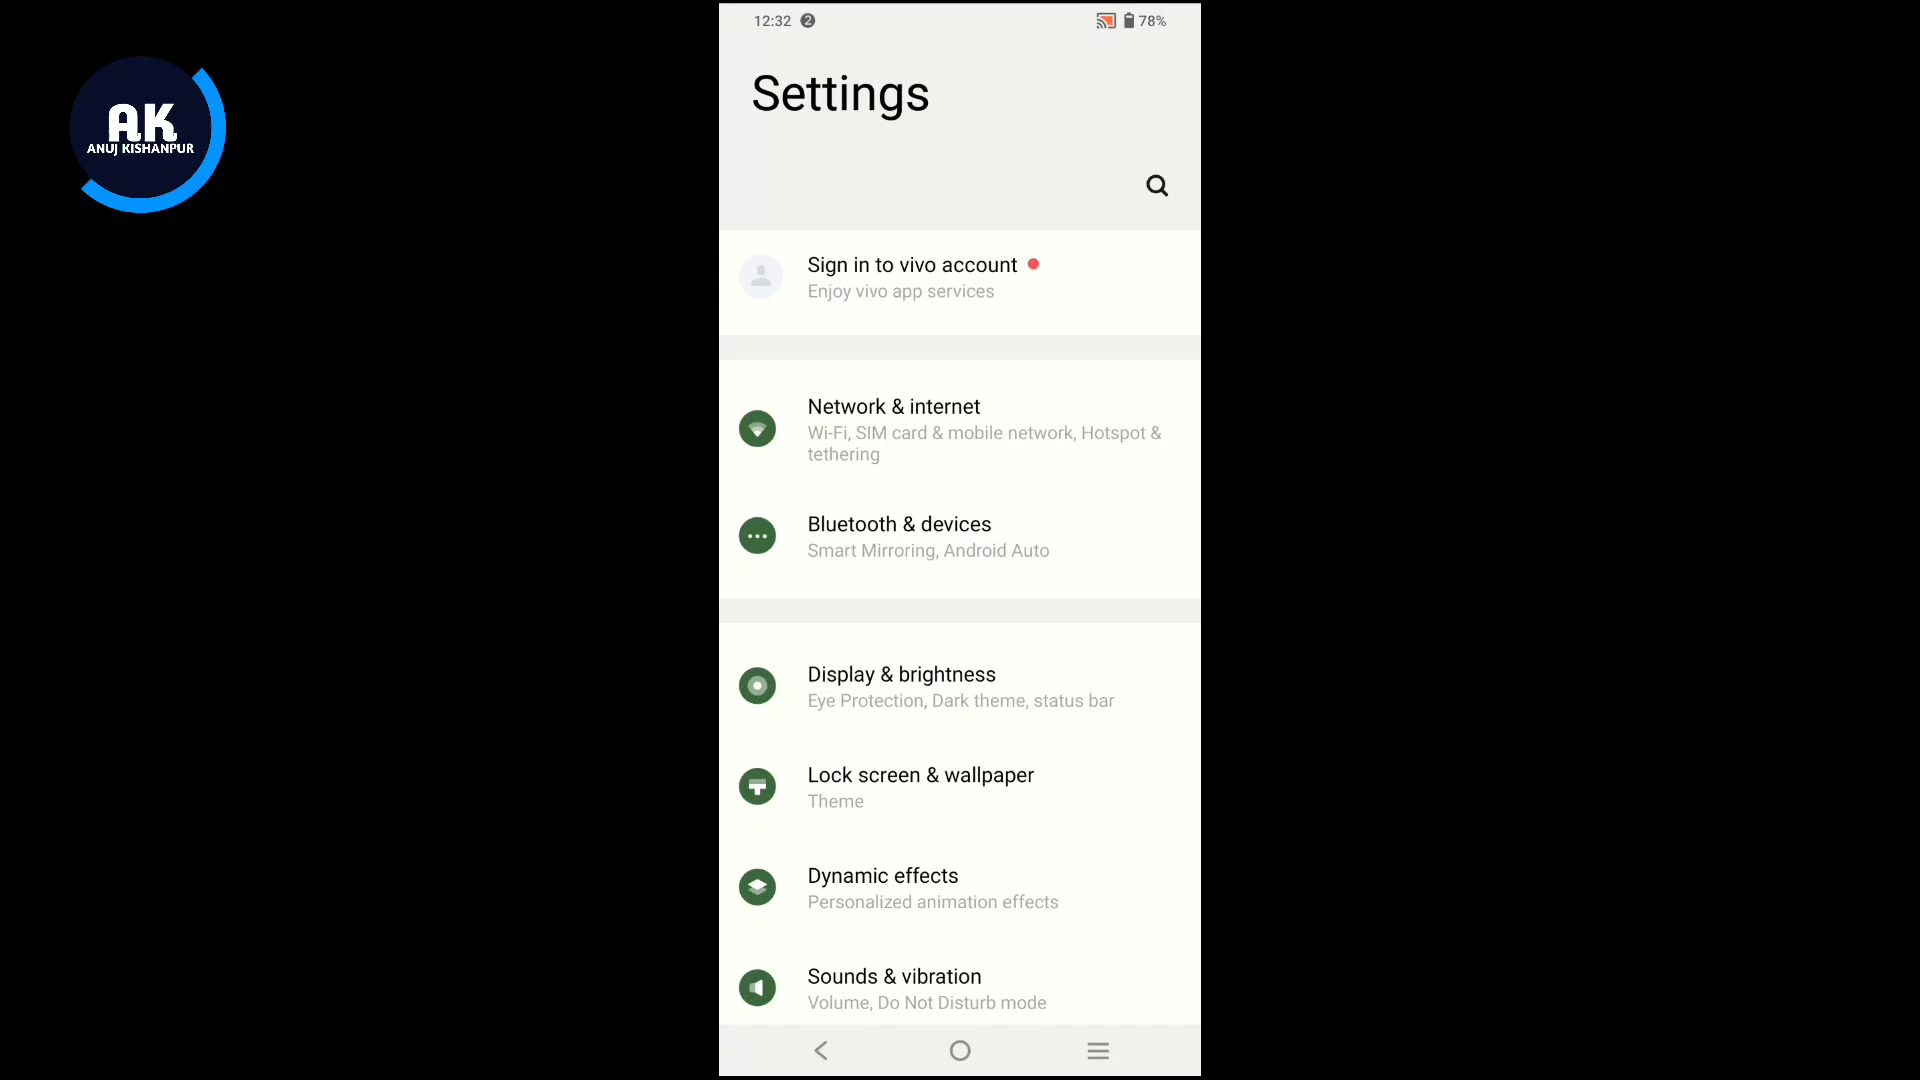 AK
ANUJ KISHANPUR
12:32 2
78%
Settings
Sign in to vivo account
Enjoy vivo app services
Network & internet
Wi-Fi, SIM card & mobile network, Hotspot &
tethering
Bluetooth & devices
Smart Mirroring, Android Auto
Display & brightness
Eye Protection, Dark theme, status bar
Lock screen & wallpaper
Theme
Dynamic effects
Personalized animation effects
Sounds & vibration
Volume, Do Not Disturb mode